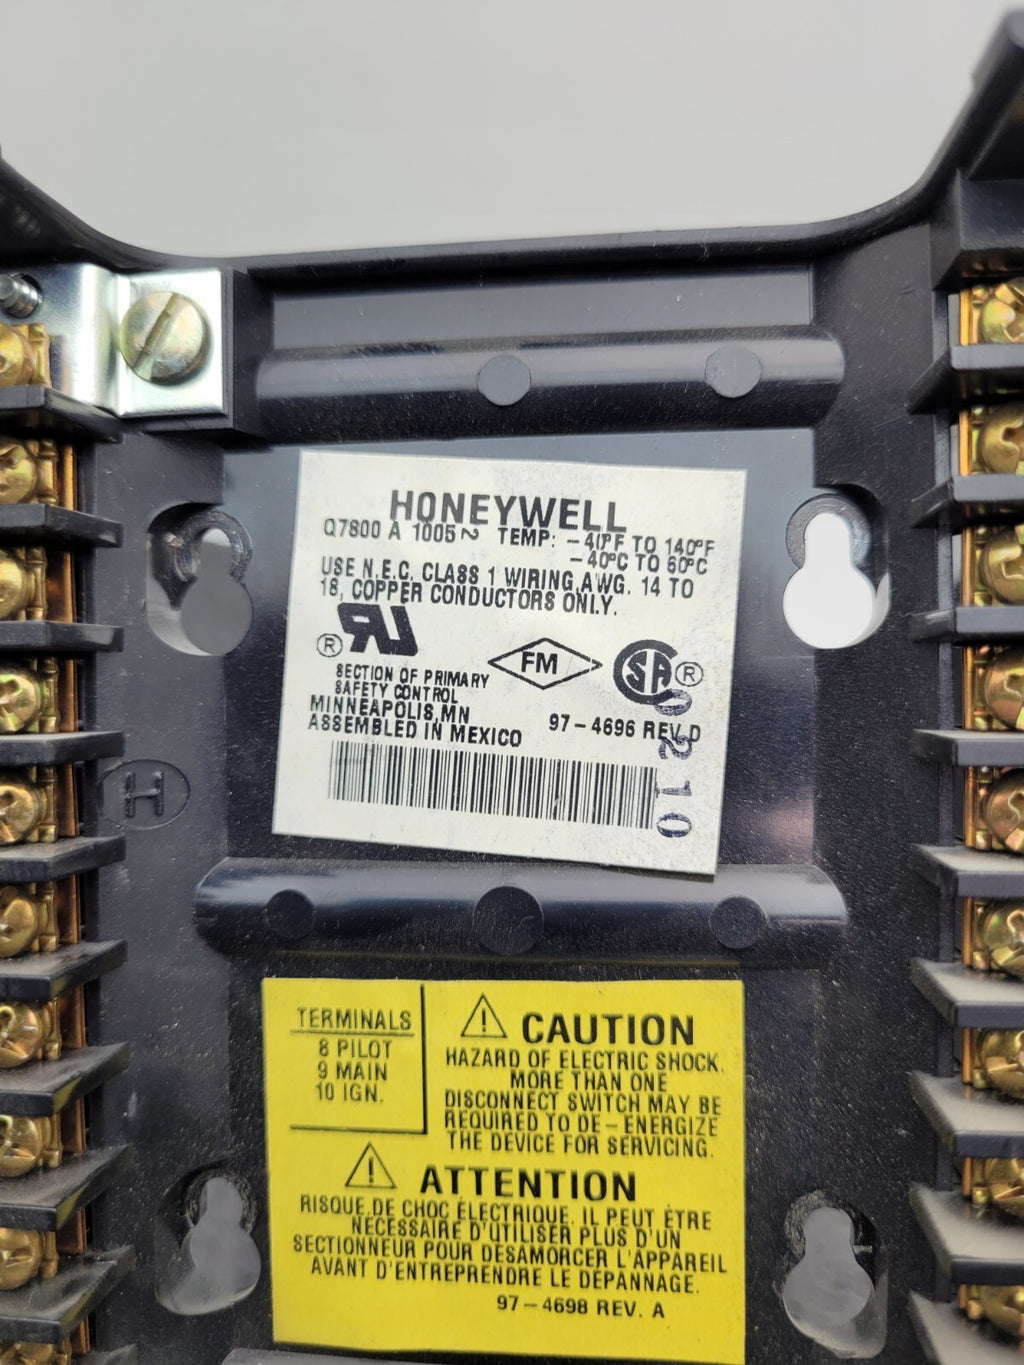 HONEYWELL
Q7800 A 1005 2 TEMP: -40°F TO 140°F
-40°C TO 60°C
USE N.E.C. CLASS 1 WIRING, AWG. 14 TO
18, COPPER CONDUCTORS ONLY.
RU ®
FM
SA ®
SECTION OF PRIMARY
SAFETY CONTROL
MINNEAPOLIS, MN
ASSEMBLED IN MEXICO
97-4696 REV. D
0210
H
TERMINALS
8 PILOT
9 MAIN
10 IGN.
! CAUTION
HAZARD OF ELECTRIC SHOCK.
MORE THAN ONE
DISCONNECT SWITCH MAY BE
REQUIRED TO DE-ENERGIZE
THE DEVICE FOR SERVICING.
! ATTENTION
RISQUE DE CHOC ÉLECTRIQUE. IL PEUT ÊTRE
NÉCESSAIRE D'UTILISER PLUS D'UN
SECTIONNEUR POUR DÉSAMORCER L'APPAREIL
AVANT D'ENTREPRENDRE LE DÉPANNAGE.
97-4698 REV. A